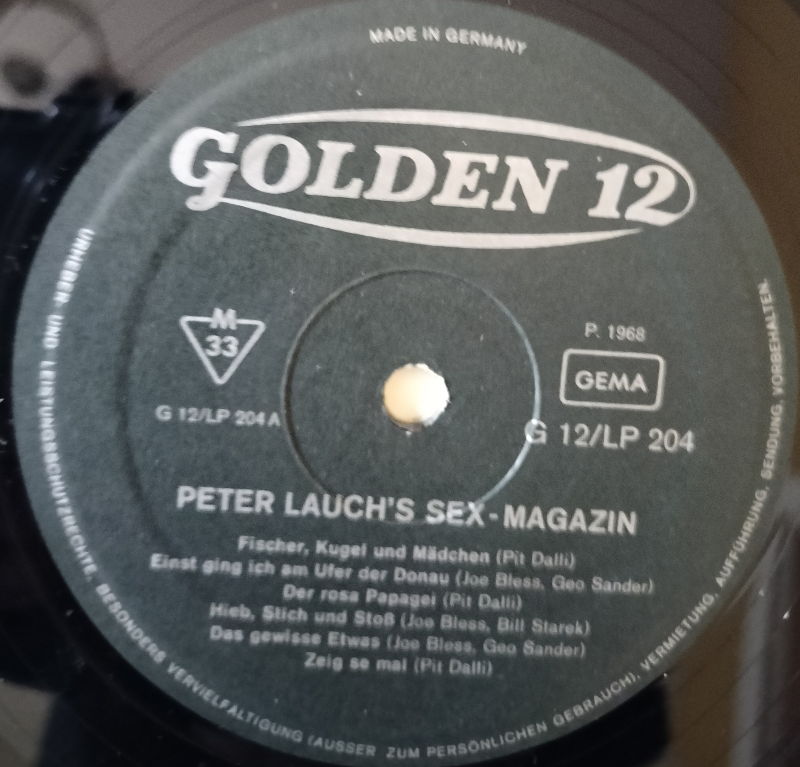 MADE IN GERMANY
GOLDEN 12
M
33
G 12/LP 204 A
P. 1968
GEMA
G 12/LP 204
PETER LAUCH'S SEX-MAGAZIN
Fischer, Kugel und Mädchen (Pit Dalli)
Einst ging ich am Ufer der Donau (Joe Bless, Geo Sander)
Der rosa Papagei (Pit Dalli)
Hieb, Stich und Stoß (Joe Bless, Bill Starek)
Das gewisse Etwas (Joe Bless, Geo Sander)
Zeig se mal (Pit Dalli)
URHEBER- UND LEISTUNGSSCHUTZRECHTE, BESONDERS VERVIELFÄLTIGUNG (AUSSER ZUM PERSÖNLICHEN GEBRAUCH), VERMIETUNG, AUFFÜHRUNG, SENDUNG, VORBEHALTEN.